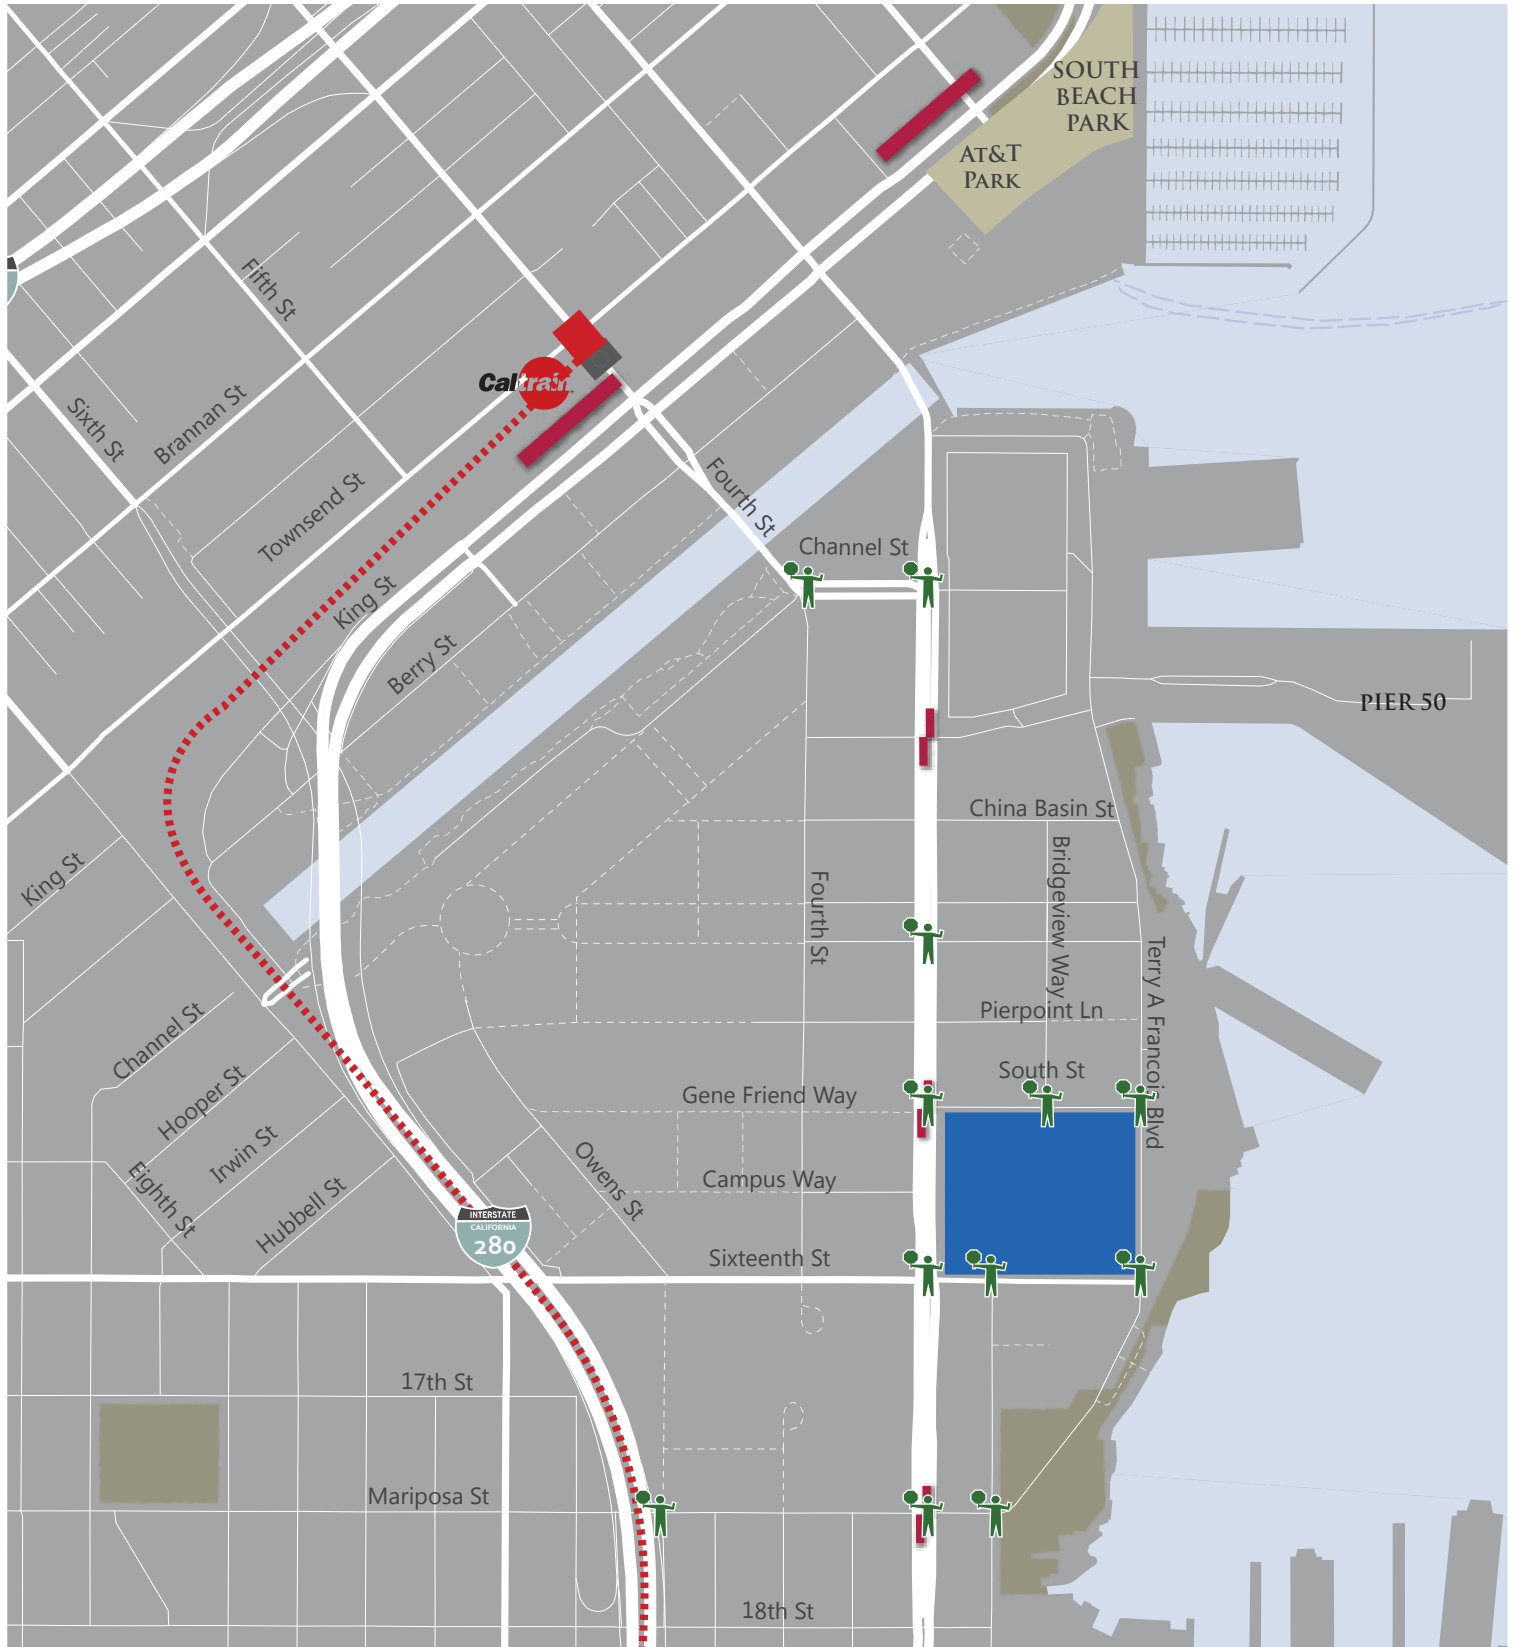 SOUTH
BEACH
PARK
AT&T
PARK
Fifth St
Caltrain
Sixth St
Brannan St
Townsend St
Fourth St
Channel St
King St
Berry St
PIER 50
China Basin St
King St
Fourth St
Bridgeview Way
Terry A Francois Blvd
Pierpoint Ln
Channel St
South St
Hooper St
Gene Friend Way
Irwin St
Owens St
Eighth St
Campus Way
Hubbell St
INTERSTATE
CALIFORNIA
280
Sixteenth St
17th St
Mariposa St
18th St